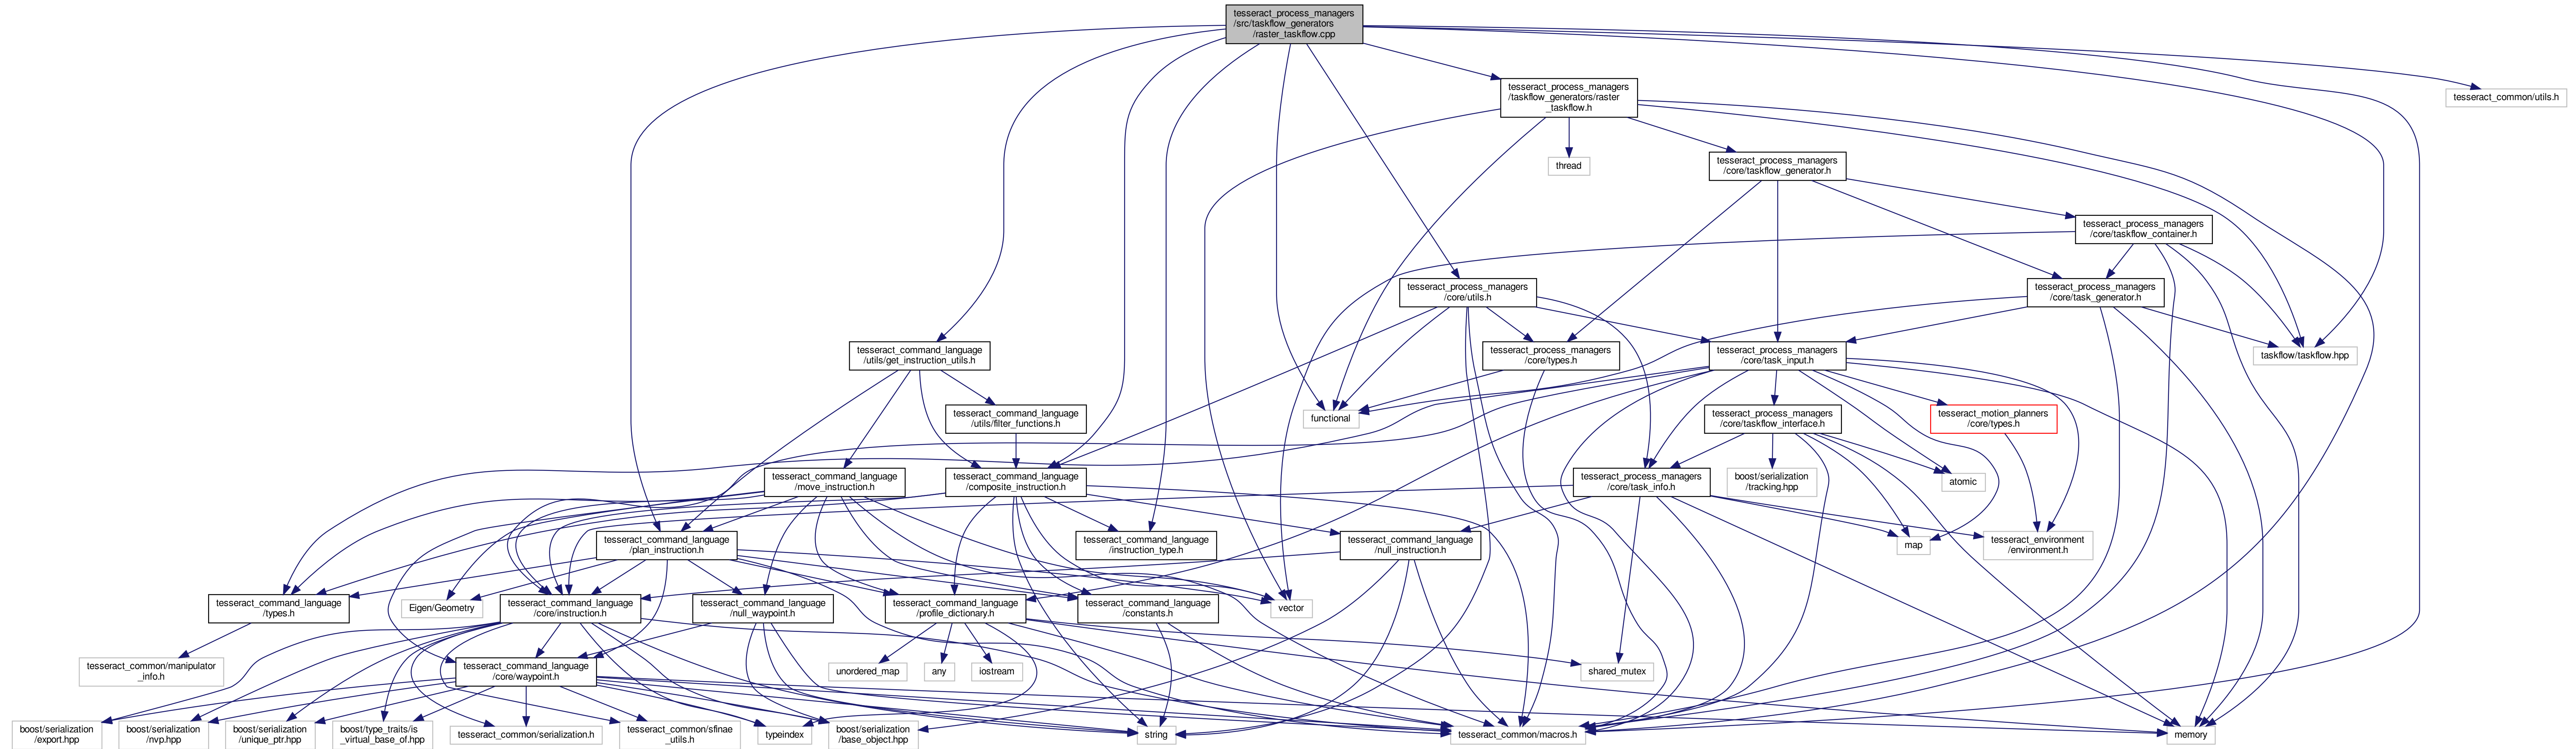 tesseract_process_managers
/src/taskflow_generators
/raster_taskflow.cpp
tesseract_process_managers
/taskflow_generators/raster
_taskflow.h
tesseract_common/utils.h
thread
tesseract_process_managers
/core/taskflow_generator.h
tesseract_process_managers
/core/taskflow_container.h
tesseract_process_managers
/core/utils.h
tesseract_process_managers
/core/task_generator.h
tesseract_command_language
/utils/get_instruction_utils.h
tesseract_process_managers
/core/types.h
tesseract_process_managers
/core/task_input.h
taskflow/taskflow.hpp
tesseract_command_language
/utils/filter_functions.h
functional
tesseract_process_managers
/core/taskflow_interface.h
tesseract_motion_planners
/core/types.h
tesseract_command_language
/move_instruction.h
tesseract_command_language
/composite_instruction.h
tesseract_process_managers
/core/task_info.h
boost/serialization
/tracking.hpp
atomic
tesseract_command_language
/plan_instruction.h
tesseract_command_language
/instruction_type.h
tesseract_command_language
/null_instruction.h
map
tesseract_environment
/environment.h
tesseract_command_language
/types.h
Eigen/Geometry
tesseract_command_language
/core/instruction.h
tesseract_command_language
/null_waypoint.h
tesseract_command_language
/profile_dictionary.h
tesseract_command_language
/constants.h
vector
tesseract_common/manipulator
_info.h
tesseract_command_language
/core/waypoint.h
unordered_map
any
iostream
shared_mutex
boost/serialization
/export.hpp
boost/serialization
/nvp.hpp
boost/serialization
/unique_ptr.hpp
boost/type_traits/is
_virtual_base_of.hpp
tesseract_common/serialization.h
tesseract_common/sfinae
_utils.h
typeindex
boost/serialization
/base_object.hpp
string
tesseract_common/macros.h
memory